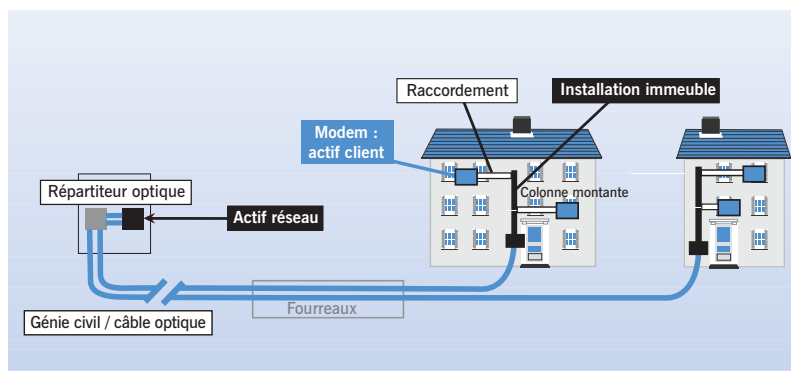 Raccordement
Installation immeuble
Modem :
actif client
Répartiteur optique
Colonne montante
Actif réseau
Fourreaux
Génie civil / câble optique